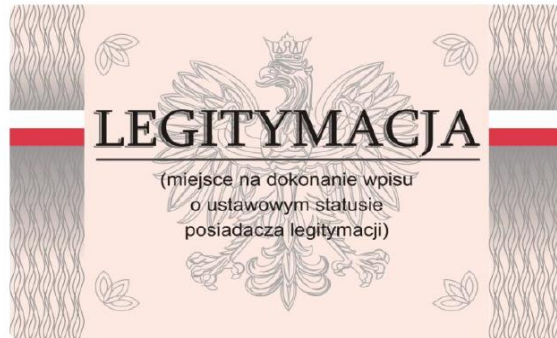 LEGITYMACJA
(miejsce na dokonanie wpisu
o ustawowym statusie
posiadacza legitymacji)